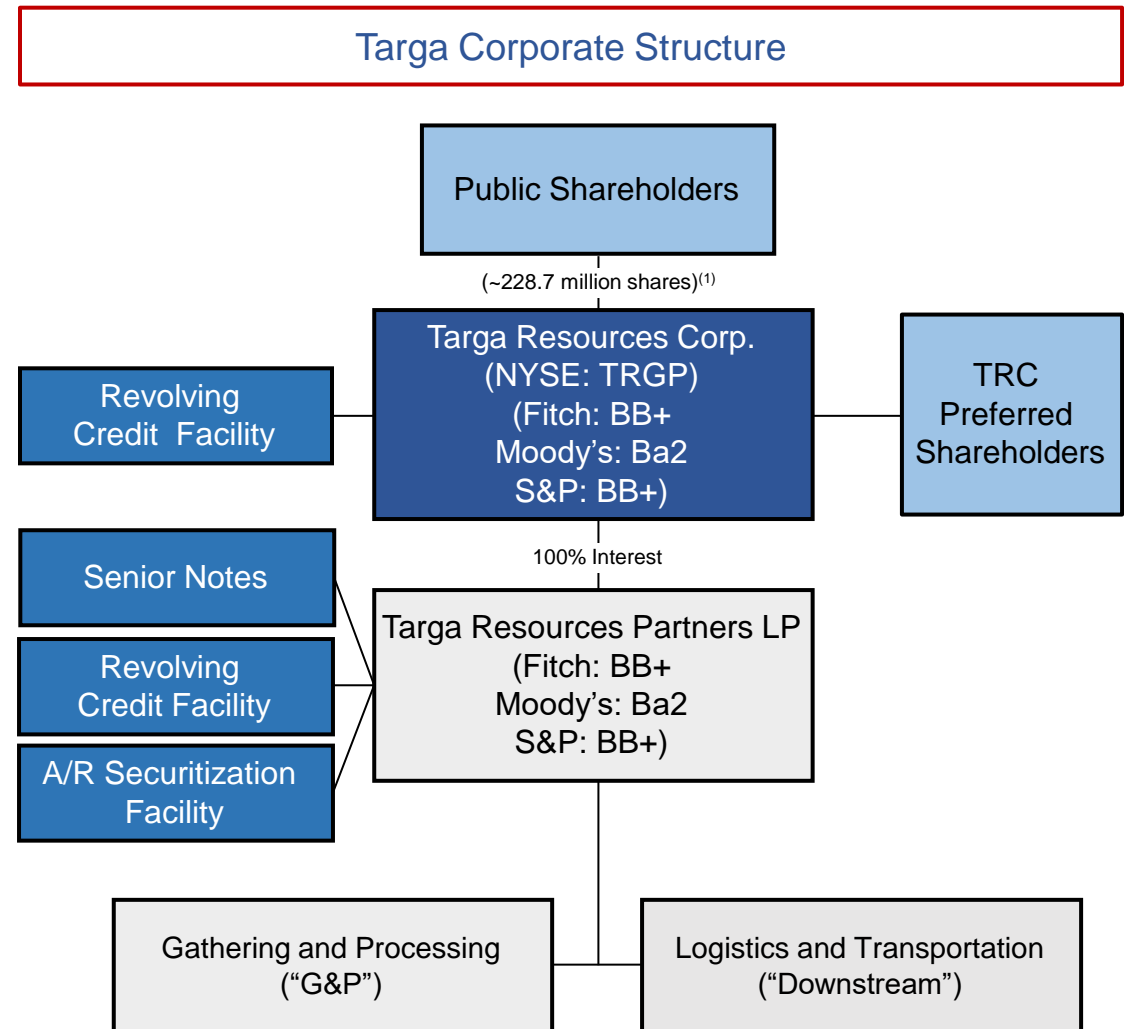 Targa Corporate Structure
Public Shareholders
(~228.7 million shares)(1)
Targa Resources Corp.
(NYSE: TRGP)
(Fitch: BB+
Moody’s: Ba2
S&P: BB+)
Revolving
Credit Facility
TRC
Preferred
Shareholders
100% Interest
Senior Notes
Revolving
Credit Facility
A/R Securitization
Facility
Targa Resources Partners LP
(Fitch: BB+
Moody’s: Ba2
S&P: BB+)
Gathering and Processing
(“G&P”)
Logistics and Transportation
(“Downstream”)